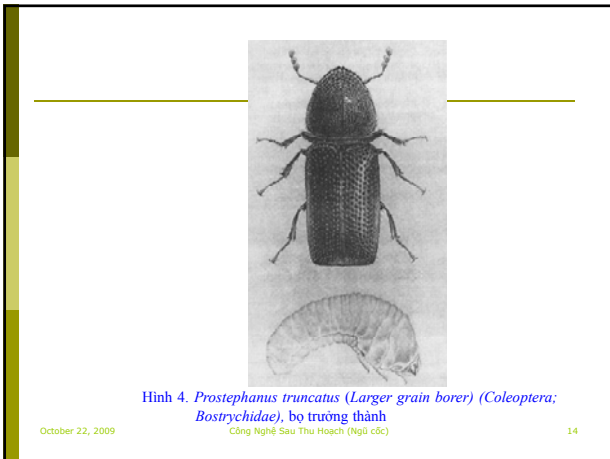 Hình 4. Prostephanus truncatus (Larger grain borer) (Coleoptera;
Bostrychidae), bọ trưởng thành
October 22, 2009 Công Nghệ Sau Thu Hoạch (Ngũ cốc) 14